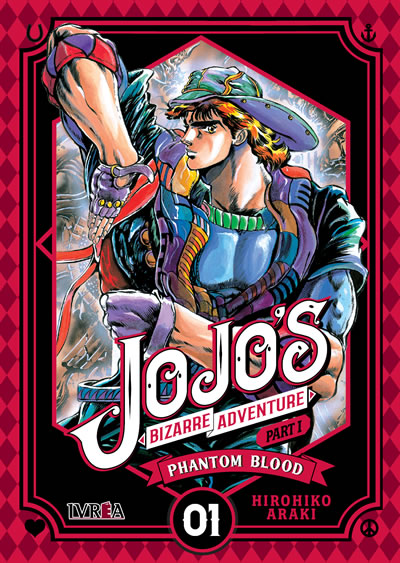 JOJO'S
BIZARRE ADVENTURE
PART I
PHANTOM BLOOD
IVREA
01
HIROHIKO
ARAKI